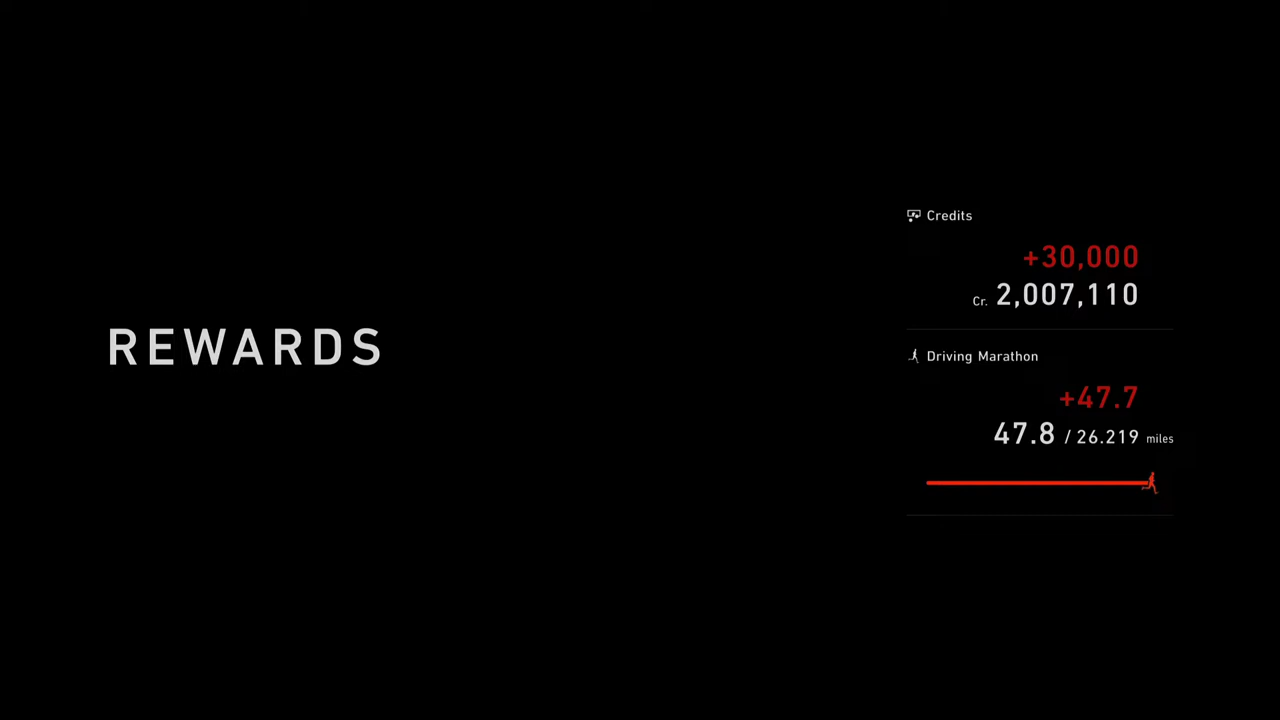 REWARDS
Credits
+30,000
Cr. 2,007,110
Driving Marathon
+47.7
47.8 / 26.219 miles